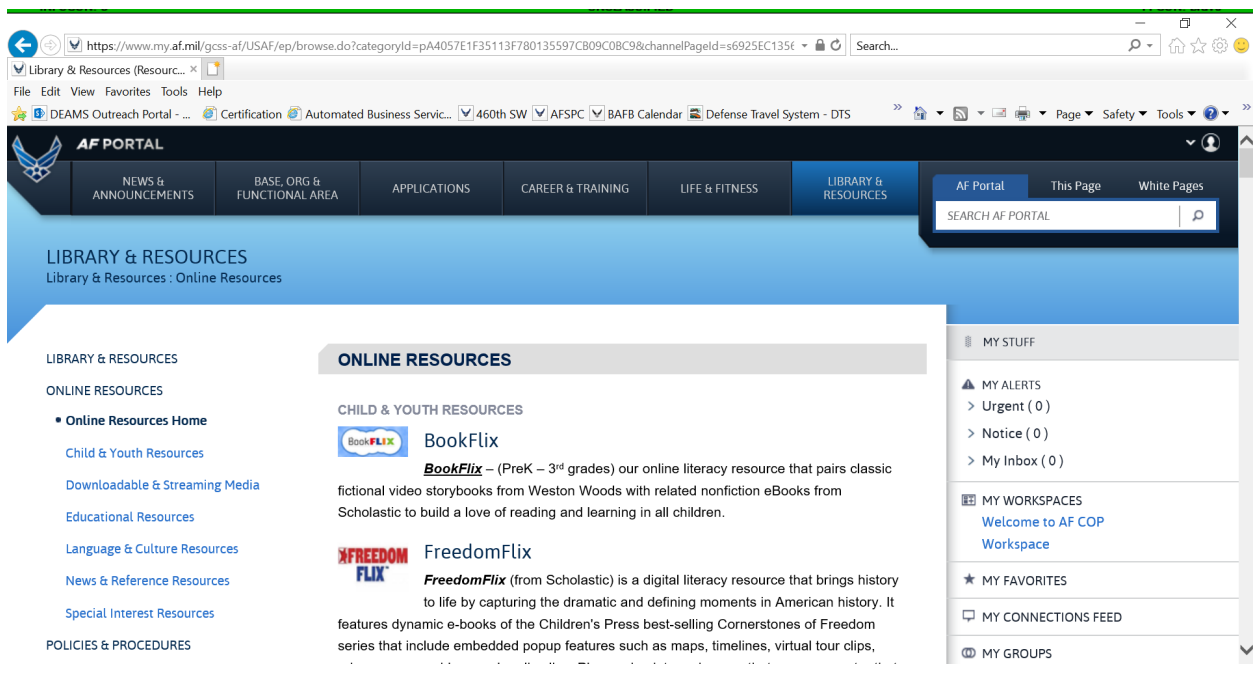 https://www.my.af.mil/gcss-af/USAF/ep/browse.do?categoryId=pA4057E1F35113F780135597CB09C0BC9&channelPageId=s6925EC1356
Search...
Library & Resources (Resourc...
File Edit View Favorites Tools Help
DEAMS Outreach Portal - ... Certification Automated Business Servic... 460th SW AFSPC BAFB Calendar Defense Travel System - DTS » Page Safety Tools »
AF PORTAL
NEWS & ANNOUNCEMENTS
BASE, ORG & FUNCTIONAL AREA
APPLICATIONS
CAREER & TRAINING
LIFE & FITNESS
LIBRARY & RESOURCES
AF Portal This Page White Pages
SEARCH AF PORTAL
LIBRARY & RESOURCES
Library & Resources : Online Resources
LIBRARY & RESOURCES
ONLINE RESOURCES
• Online Resources Home
Child & Youth Resources
Downloadable & Streaming Media
Educational Resources
Language & Culture Resources
News & Reference Resources
Special Interest Resources
POLICIES & PROCEDURES
ONLINE RESOURCES
CHILD & YOUTH RESOURCES
BookFLIX
BookFlix
BookFlix – (PreK – 3rd grades) our online literacy resource that pairs classic
fictional video storybooks from Weston Woods with related nonfiction eBooks from
Scholastic to build a love of reading and learning in all children.
FREEDOM
FLIX
FreedomFlix
FreedomFlix (from Scholastic) is a digital literacy resource that brings history
to life by capturing the dramatic and defining moments in American history. It
features dynamic e-books of the Children's Press best-selling Cornerstones of Freedom
series that include embedded popup features such as maps, timelines, virtual tour clips,
MY STUFF
MY ALERTS
> Urgent ( 0 )
> Notice ( 0 )
> My Inbox ( 0 )
MY WORKSPACES
Welcome to AF COP
Workspace
MY FAVORITES
MY CONNECTIONS FEED
MY GROUPS